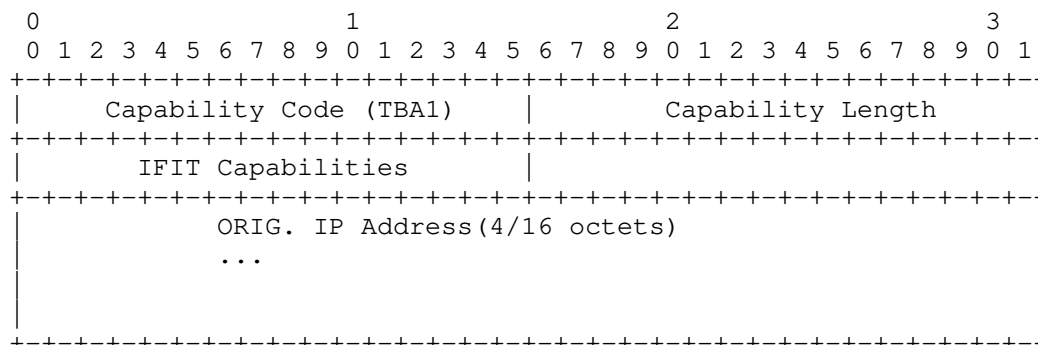 0                   1                   2                   3
 0 1 2 3 4 5 6 7 8 9 0 1 2 3 4 5 6 7 8 9 0 1 2 3 4 5 6 7 8 9 0 1
+-+-+-+-+-+-+-+-+-+-+-+-+-+-+-+-+-+-+-+-+-+-+-+-+-+-+-+-+-+-+-+-
|     Capability Code (TBA1)    |        Capability Length
+-+-+-+-+-+-+-+-+-+-+-+-+-+-+-+-+-+-+-+-+-+-+-+-+-+-+-+-+-+-+-+-
|       IFIT Capabilities       |
+-+-+-+-+-+-+-+-+-+-+-+-+-+-+-+-+-+-+-+-+-+-+-+-+-+-+-+-+-+-+-+-
|            ORIG. IP Address(4/16 octets)
|            ...
|
|
+-+-+-+-+-+-+-+-+-+-+-+-+-+-+-+-+-+-+-+-+-+-+-+-+-+-+-+-+-+-+-+-